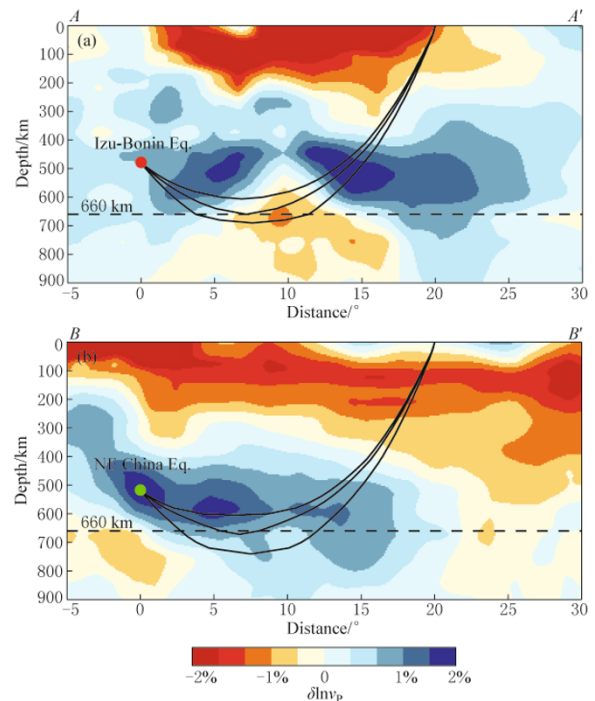 A A′
(a)
0
100
200
300
400
500
600
700
800
900
Depth/km
Izu-Bonin Eq.
660 km
−5 0 5 10 15 20 25 30
Distance/°
B B′
(b)
0
100
200
300
400
500
600
700
800
900
Depth/km
NE China Eq.
660 km
−5 0 5 10 15 20 25 30
Distance/°
−2% −1% 0 1% 2%
δlnvP